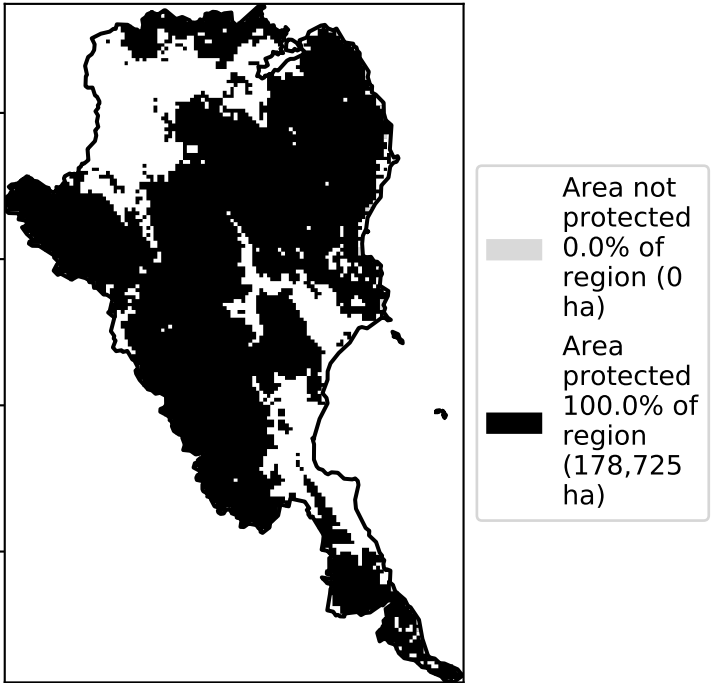 Area not
protected
0.0% of
region (0
ha)
Area
protected
100.0% of
region
(178,725
ha)